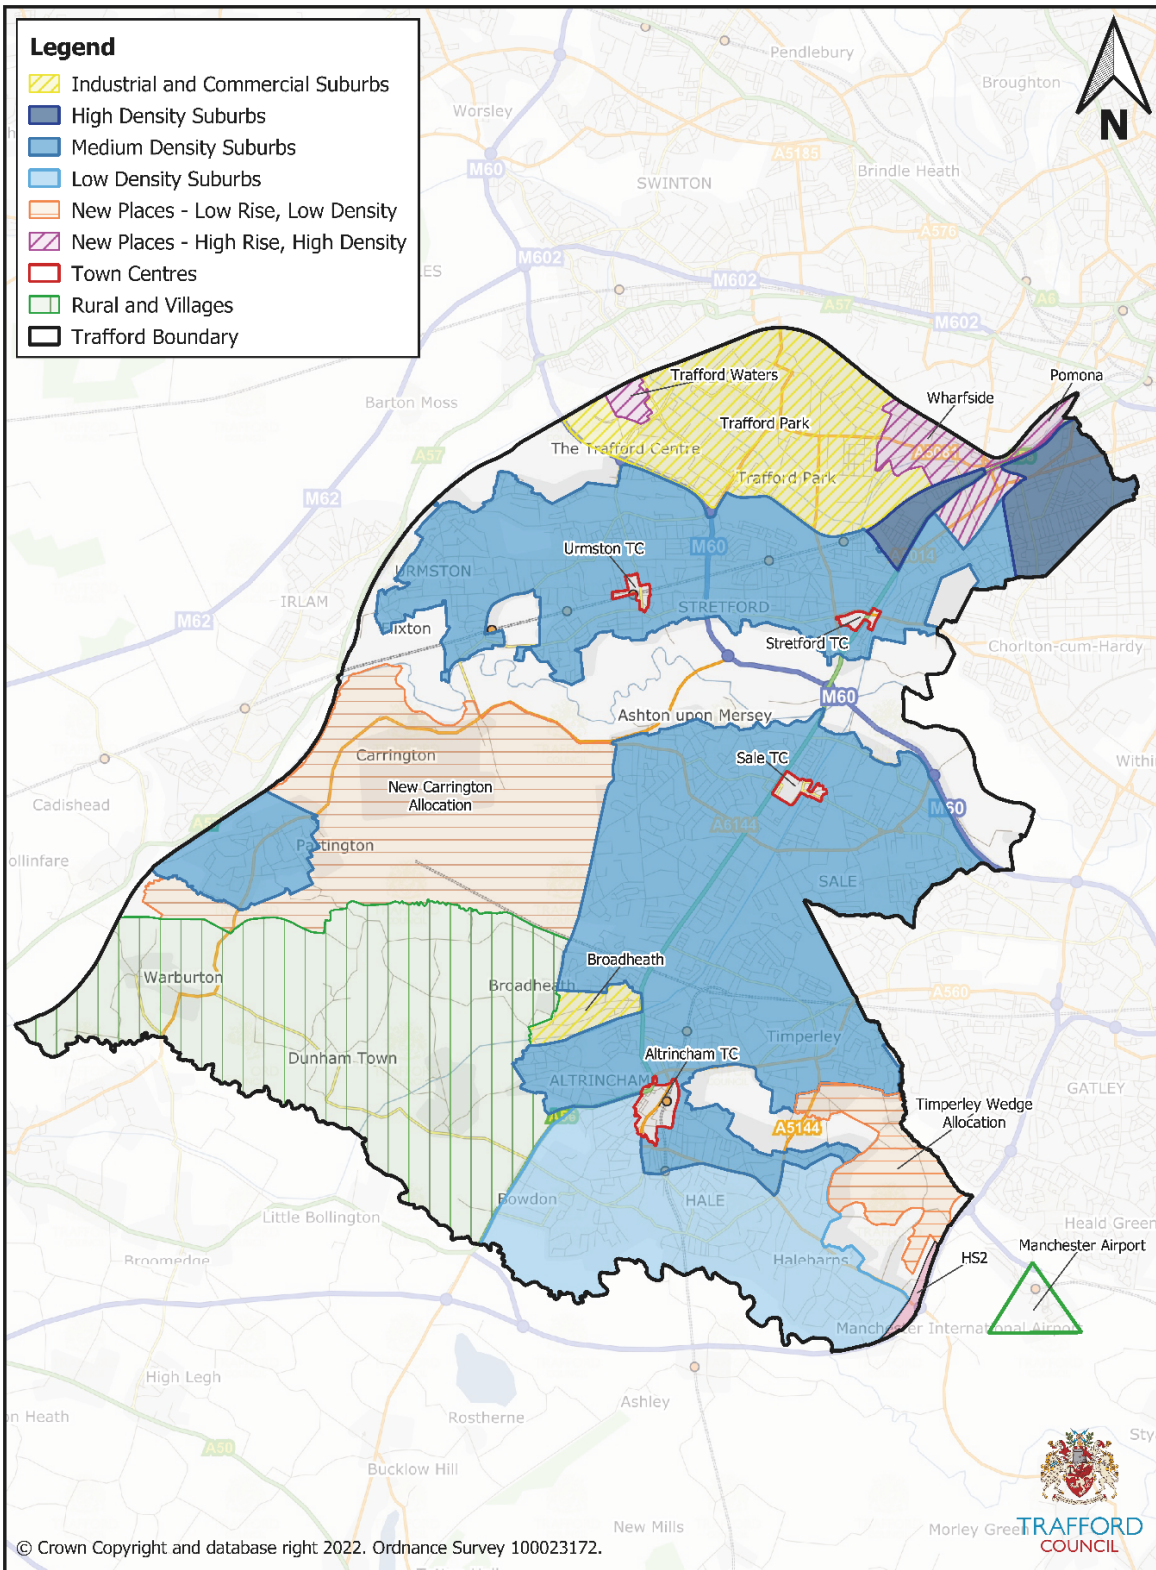 Legend
Industrial and Commercial Suburbs
High Density Suburbs
Medium Density Suburbs
Low Density Suburbs
New Places - Low Rise, Low Density
New Places - High Rise, High Density
Town Centres
Rural and Villages
Trafford Boundary
N
Pendlebury
Broughton
Worsley
A5185
M60
Brindle Heath
SWINTON
A576
M602
M602
A57
A6
M602
Trafford Waters
Pomona
Barton Moss
Wharfside
Trafford Park
The Trafford Centre
A57
A5081
Trafford Park
M62
Urmston TC
M60
A5014
URMSTON
IRLAM
STRETFORD
M62
Flixton
Stretford TC
Chorlton-cum-Hardy
M60
Ashton upon Mersey
Carrington
Sale TC
New Carrington
Allocation
Cadishead
M60
A6144
Partington
ollinfare
SALE
Broadheath
Warburton
Broadheath
A560
Timperley
Dunham Town
Altrincham TC
ALTRINCHAM
GATLEY
Timperley Wedge
Allocation
A56
A5144
Bowdon
HALE
Little Bollington
Heald Green
Manchester Airport
Broomedge
Halebarns
HS2
Manchester International Airport
High Legh
Ashley
on Heath
Rostherne
A50
Bucklow Hill
New Mills
Morley Green
TRAFFORD
COUNCIL
© Crown Copyright and database right 2022. Ordnance Survey 100023172.